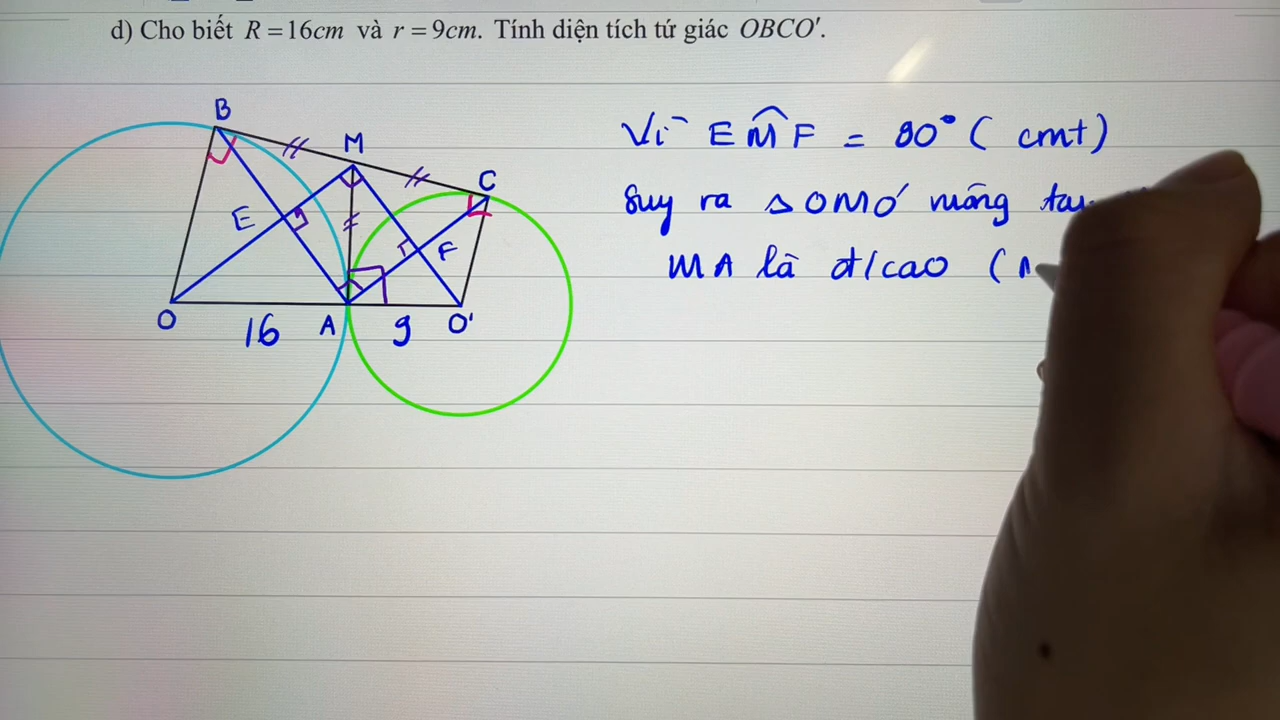 d) Cho biết R = 16cm và r = 9cm. Tính diện tích tứ giác OBCO'.
B
M
C
E
F
O
16
A
9
O'
Vì EMF = 90° ( cmt)
Suy ra △OMO' vuông tại
MA là đ/cao (